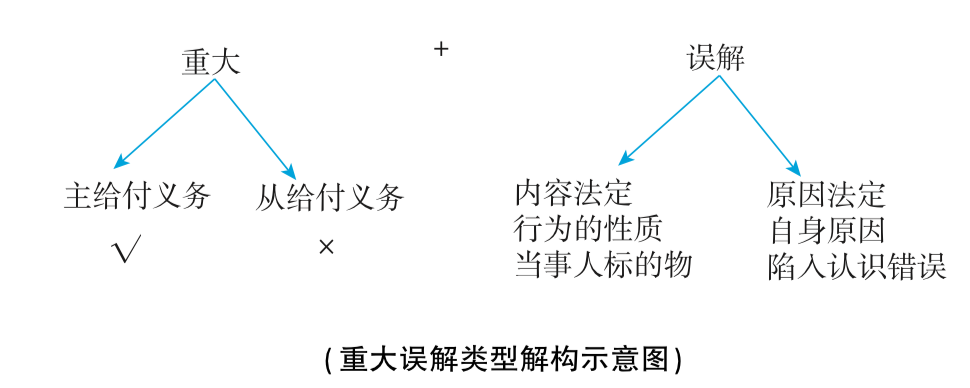 重大 + 误解
主给付义务 从给付义务
√ ×
内容法定
行为的性质
当事人标的物
原因法定
自身原因
陷入认识错误
(重大误解类型解构示意图)